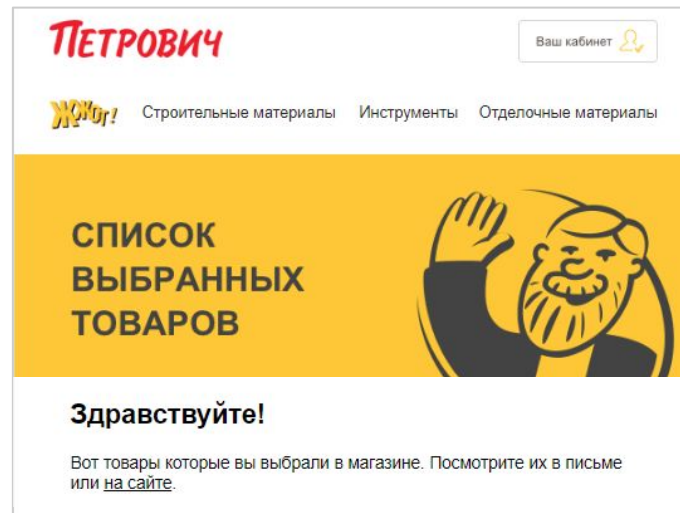 ПЕТРОВИЧ
Ваш кабинет
ЖЖОт!
Строительные материалы Инструменты Отделочные материалы
СПИСОК
ВЫБРАННЫХ
ТОВАРОВ
Здравствуйте!
Вот товары которые вы выбрали в магазине. Посмотрите их в письме
или на сайте.